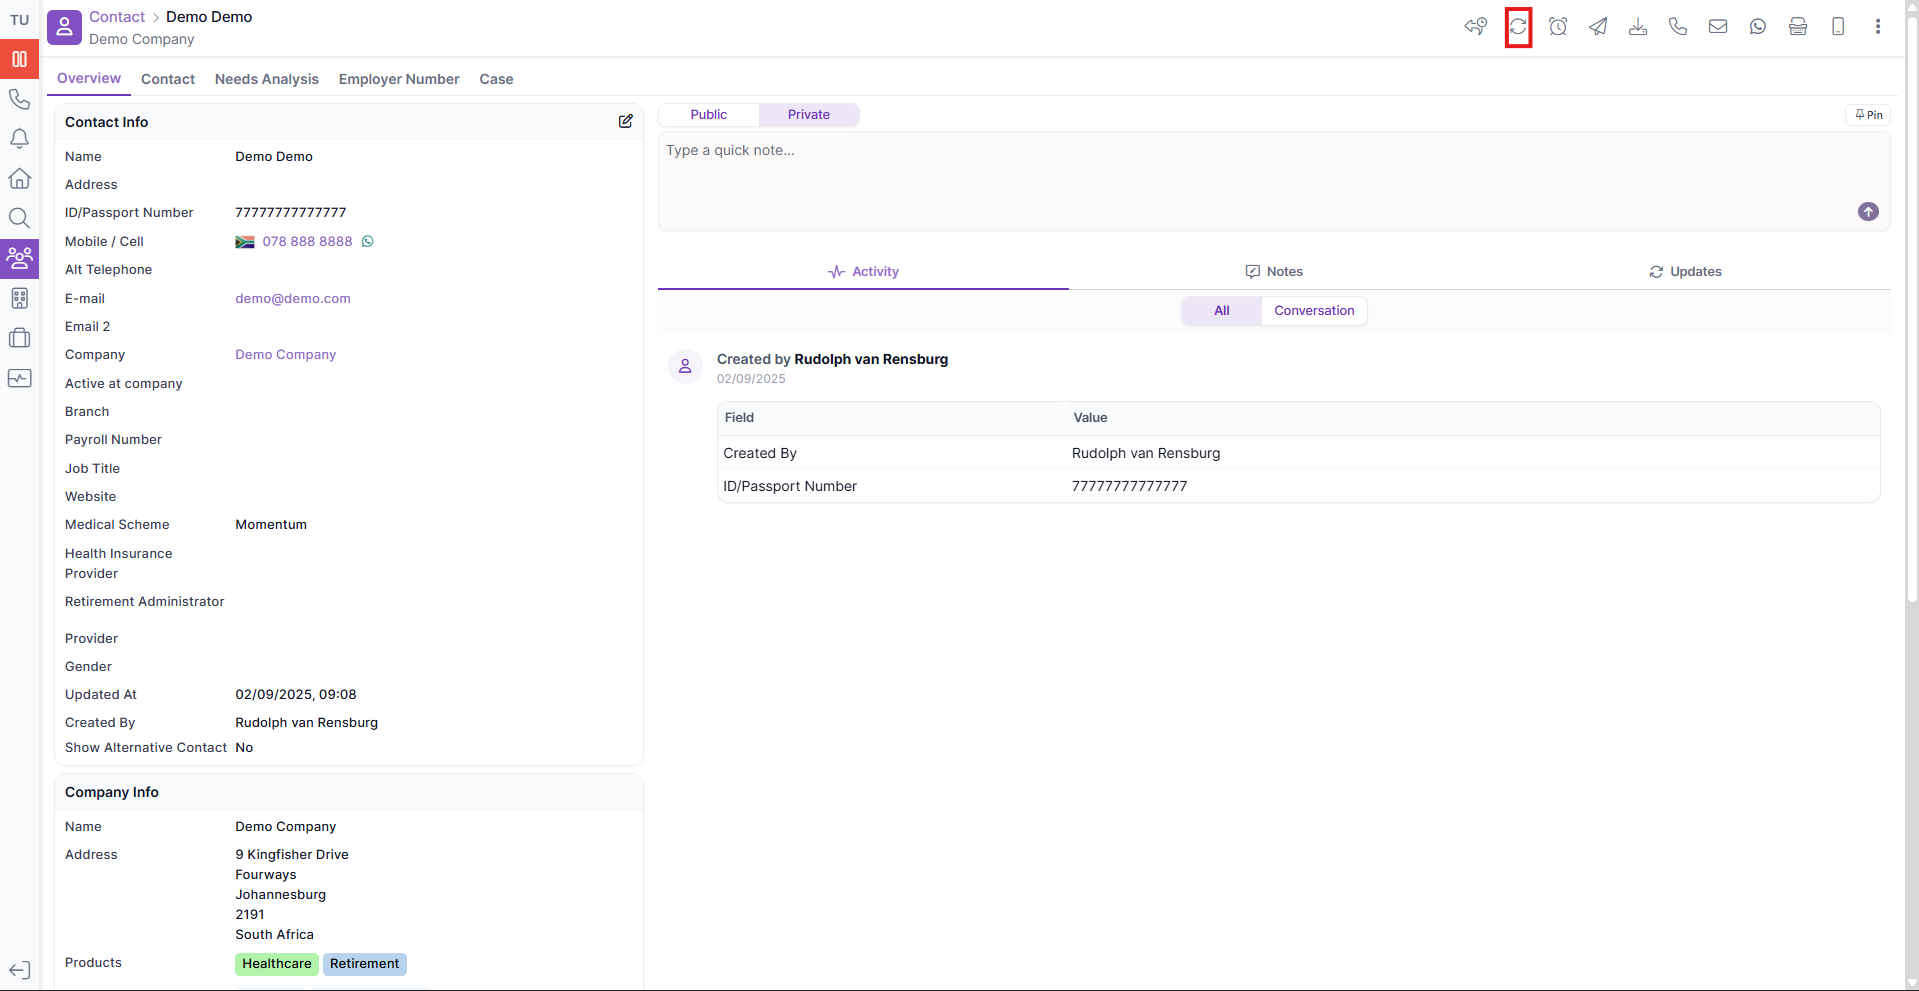 TU
Contact > Demo Demo
Demo Company
Overview Contact Needs Analysis Employer Number Case
Contact Info
Name Demo Demo
Address
ID/Passport Number 77777777777777
Mobile / Cell 078 888 8888
Alt Telephone
E-mail demo@demo.com
Email 2
Company Demo Company
Active at company
Branch
Payroll Number
Job Title
Website
Medical Scheme Momentum
Health Insurance
Provider
Retirement Administrator
Provider
Gender
Updated At 02/09/2025, 09:08
Created By Rudolph van Rensburg
Show Alternative Contact No
Company Info
Name Demo Company
Address 9 Kingfisher Drive
Fourways
Johannesburg
2191
South Africa
Products Healthcare Retirement
Public Private
Pin
Type a quick note...
Activity Notes Updates
All Conversation
Created by Rudolph van Rensburg
02/09/2025
Field Value
Created By Rudolph van Rensburg
ID/Passport Number 77777777777777